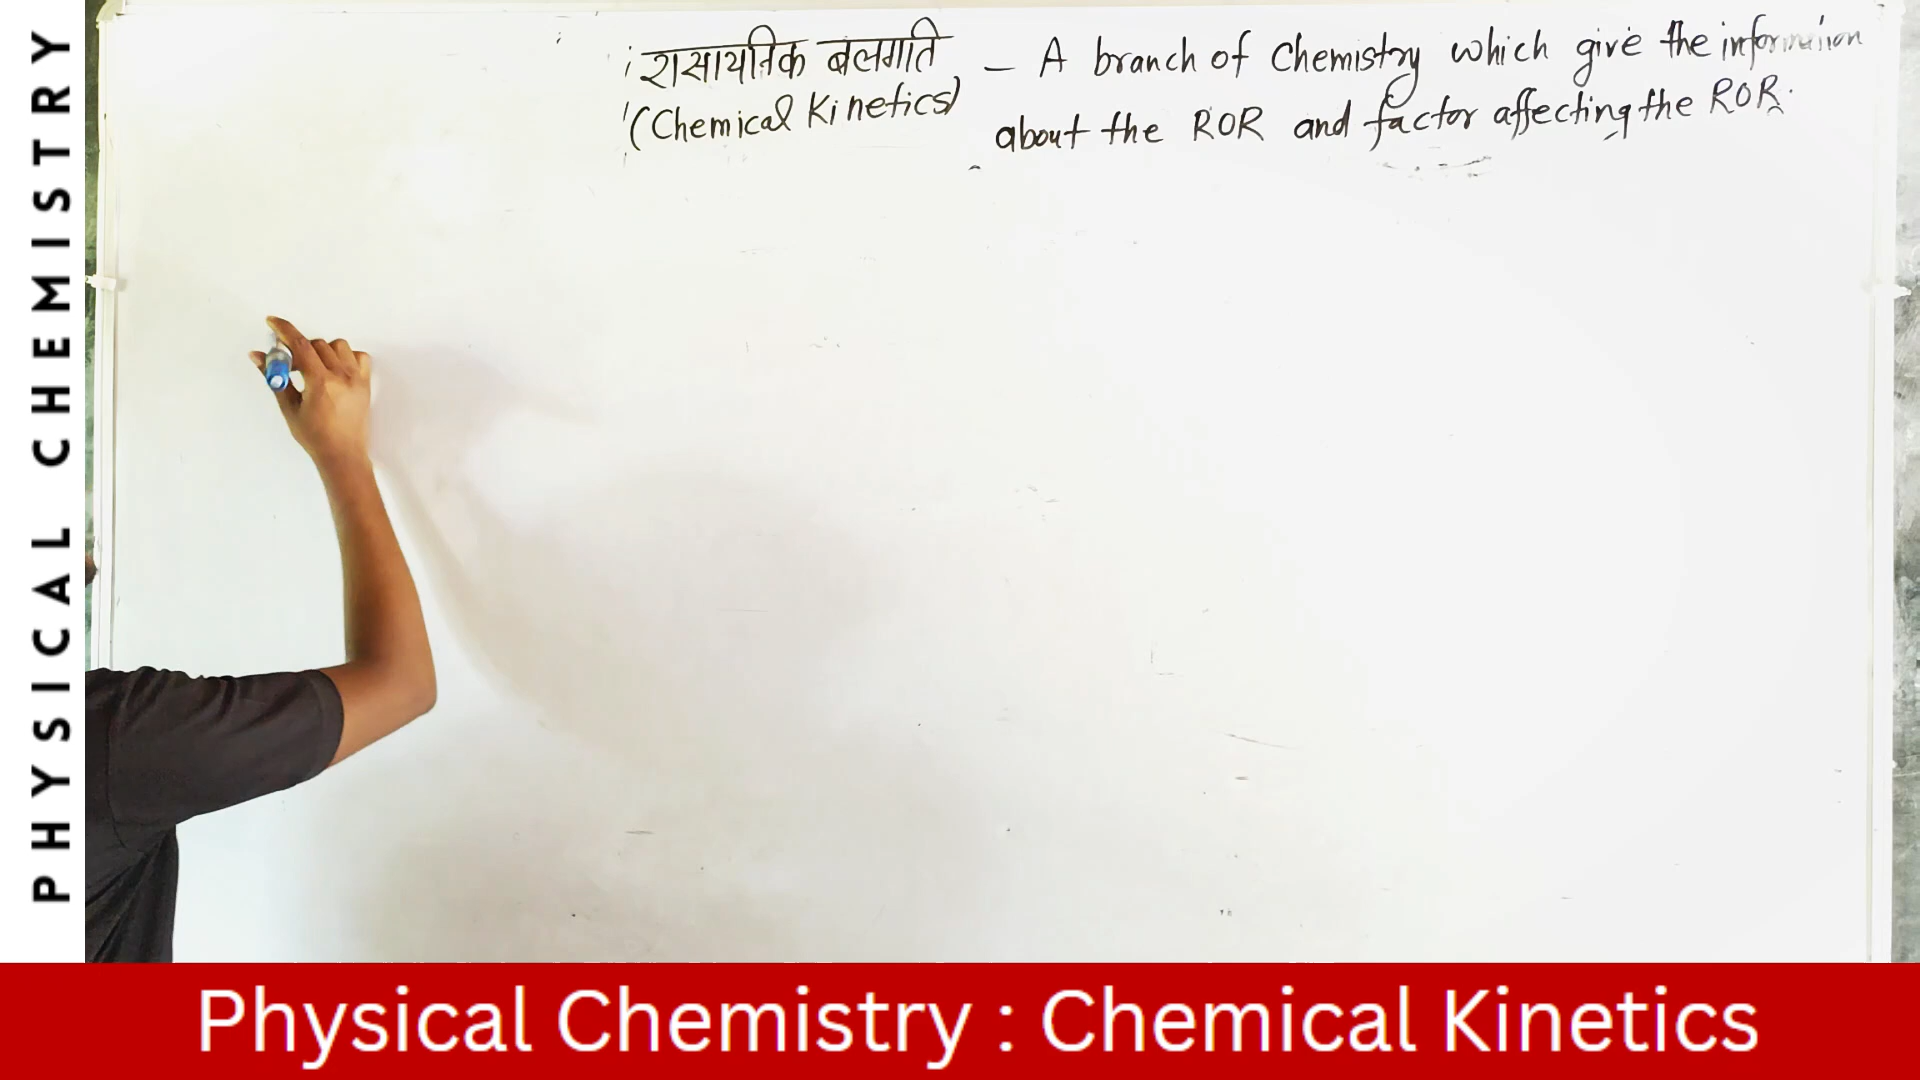 PHYSICAL CHEMISTRY
रासायनिक बलगति – A branch of Chemistry which give the information
(Chemical Kinetics) about the ROR and factor affecting the ROR.
Physical Chemistry : Chemical Kinetics